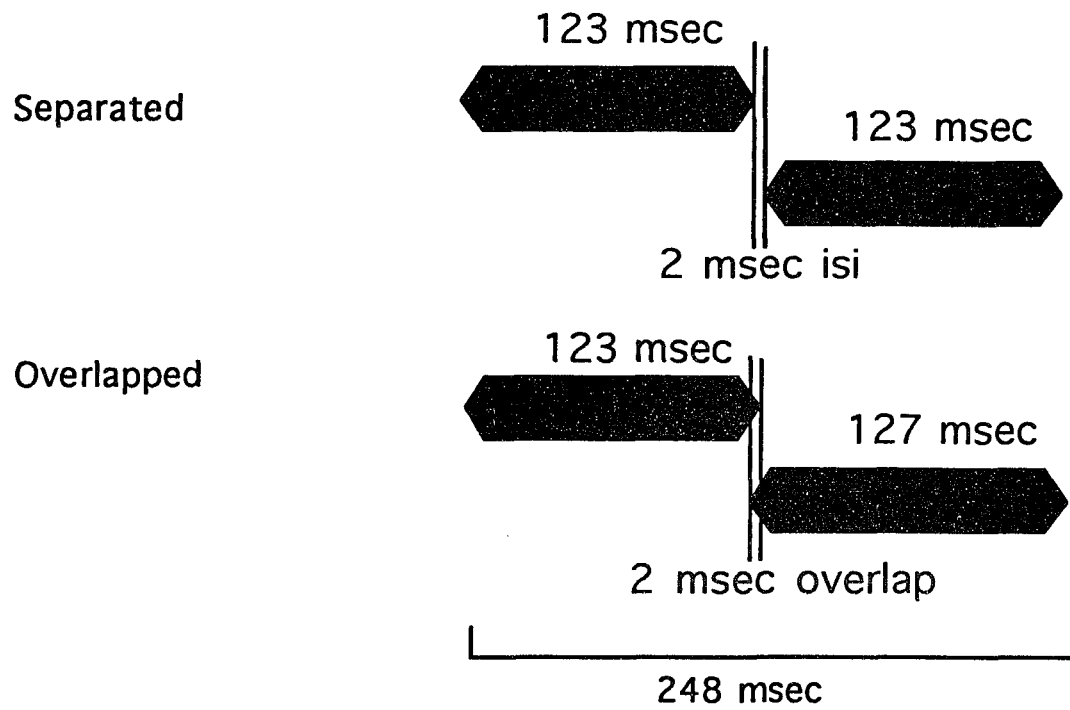 123 msec
Separated
123 msec
2 msec isi
123 msec
Overlapped
127 msec
2 msec overlap
248 msec